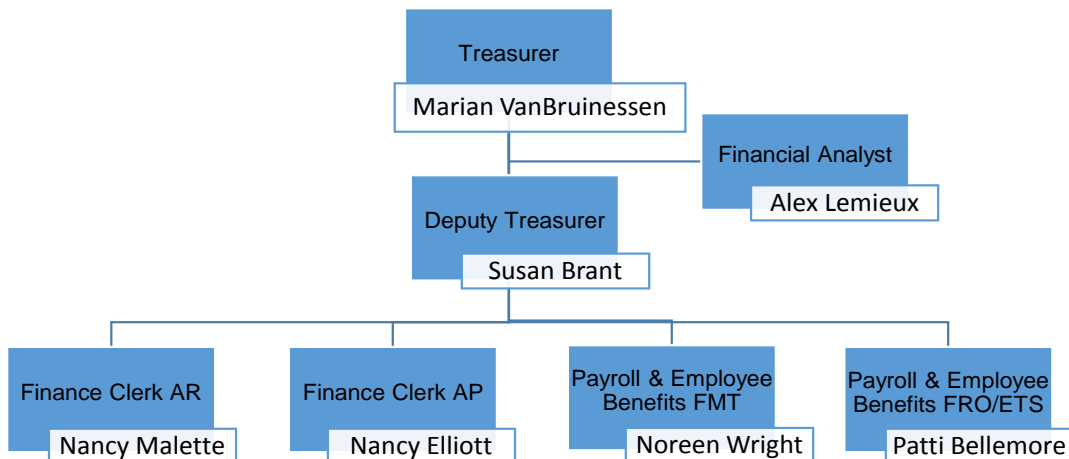 Treasurer
Marian VanBruinessen
Financial Analyst
Alex Lemieux
Deputy Treasurer
Susan Brant
Finance Clerk AR
Nancy Malette
Finance Clerk AP
Nancy Elliott
Payroll & Employee
Benefits FMT
Noreen Wright
Payroll & Employee
Benefits FRO/ETS
Patti Bellemore